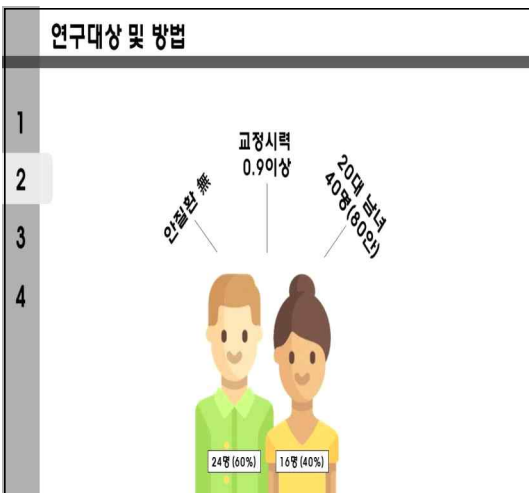 연구대상 및 방법
1
2
3
4
안질환 無
교정시력
0.9이상
20대 남녀
40명(80안)
24명(60%)
16명(40%)